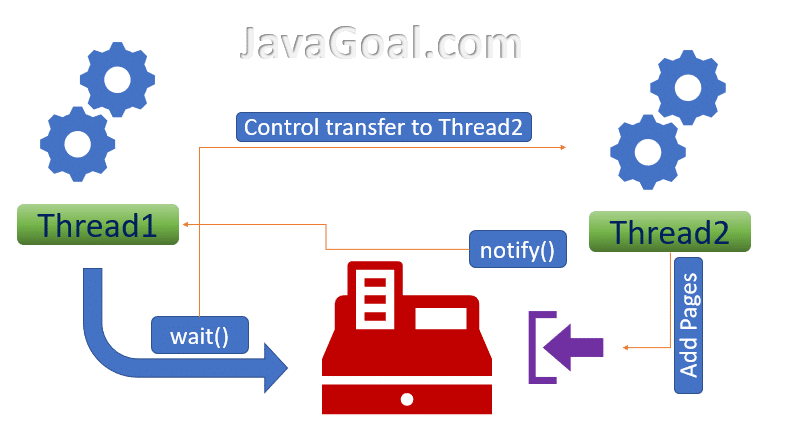 JavaGoal.com
Control transfer to Thread2
Thread1
Thread2
notify()
wait()
Add Pages